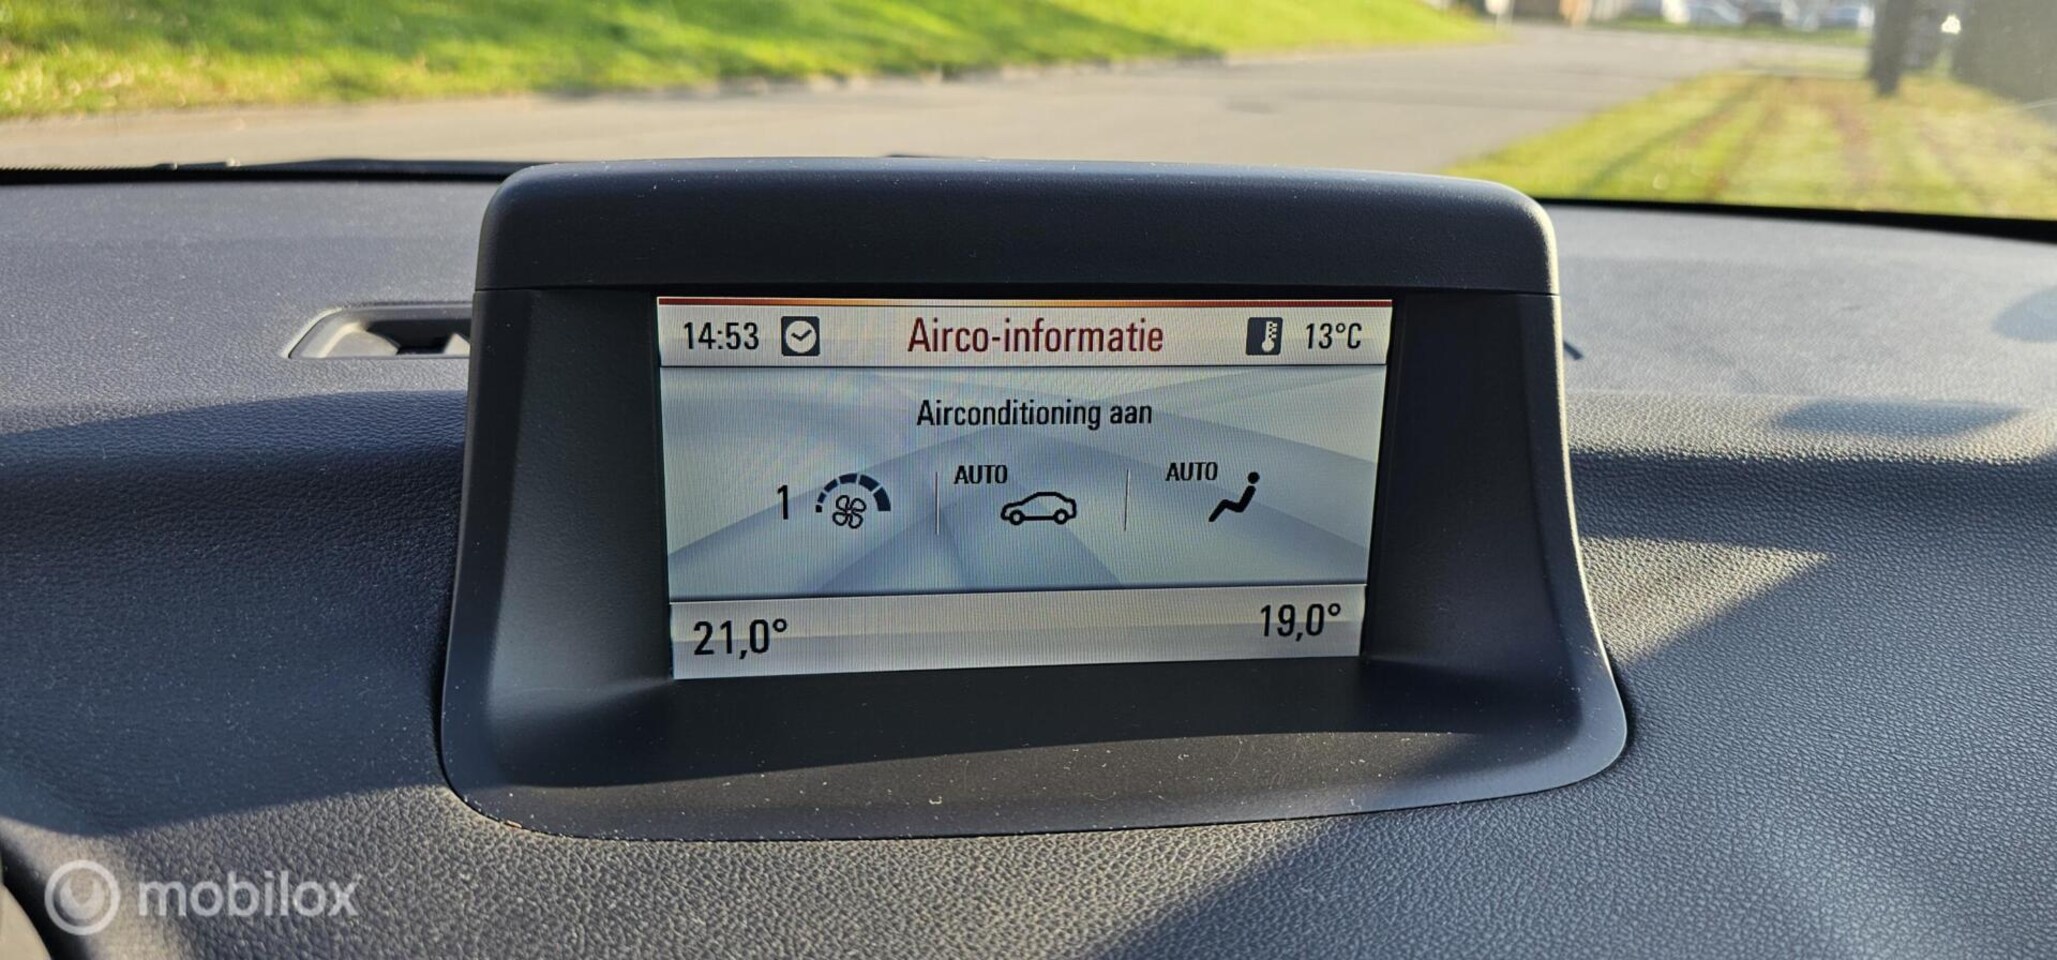 14:53 Airco-informatie 13°C
Airconditioning aan
1 AUTO AUTO
21,0° 19,0°
mobilox